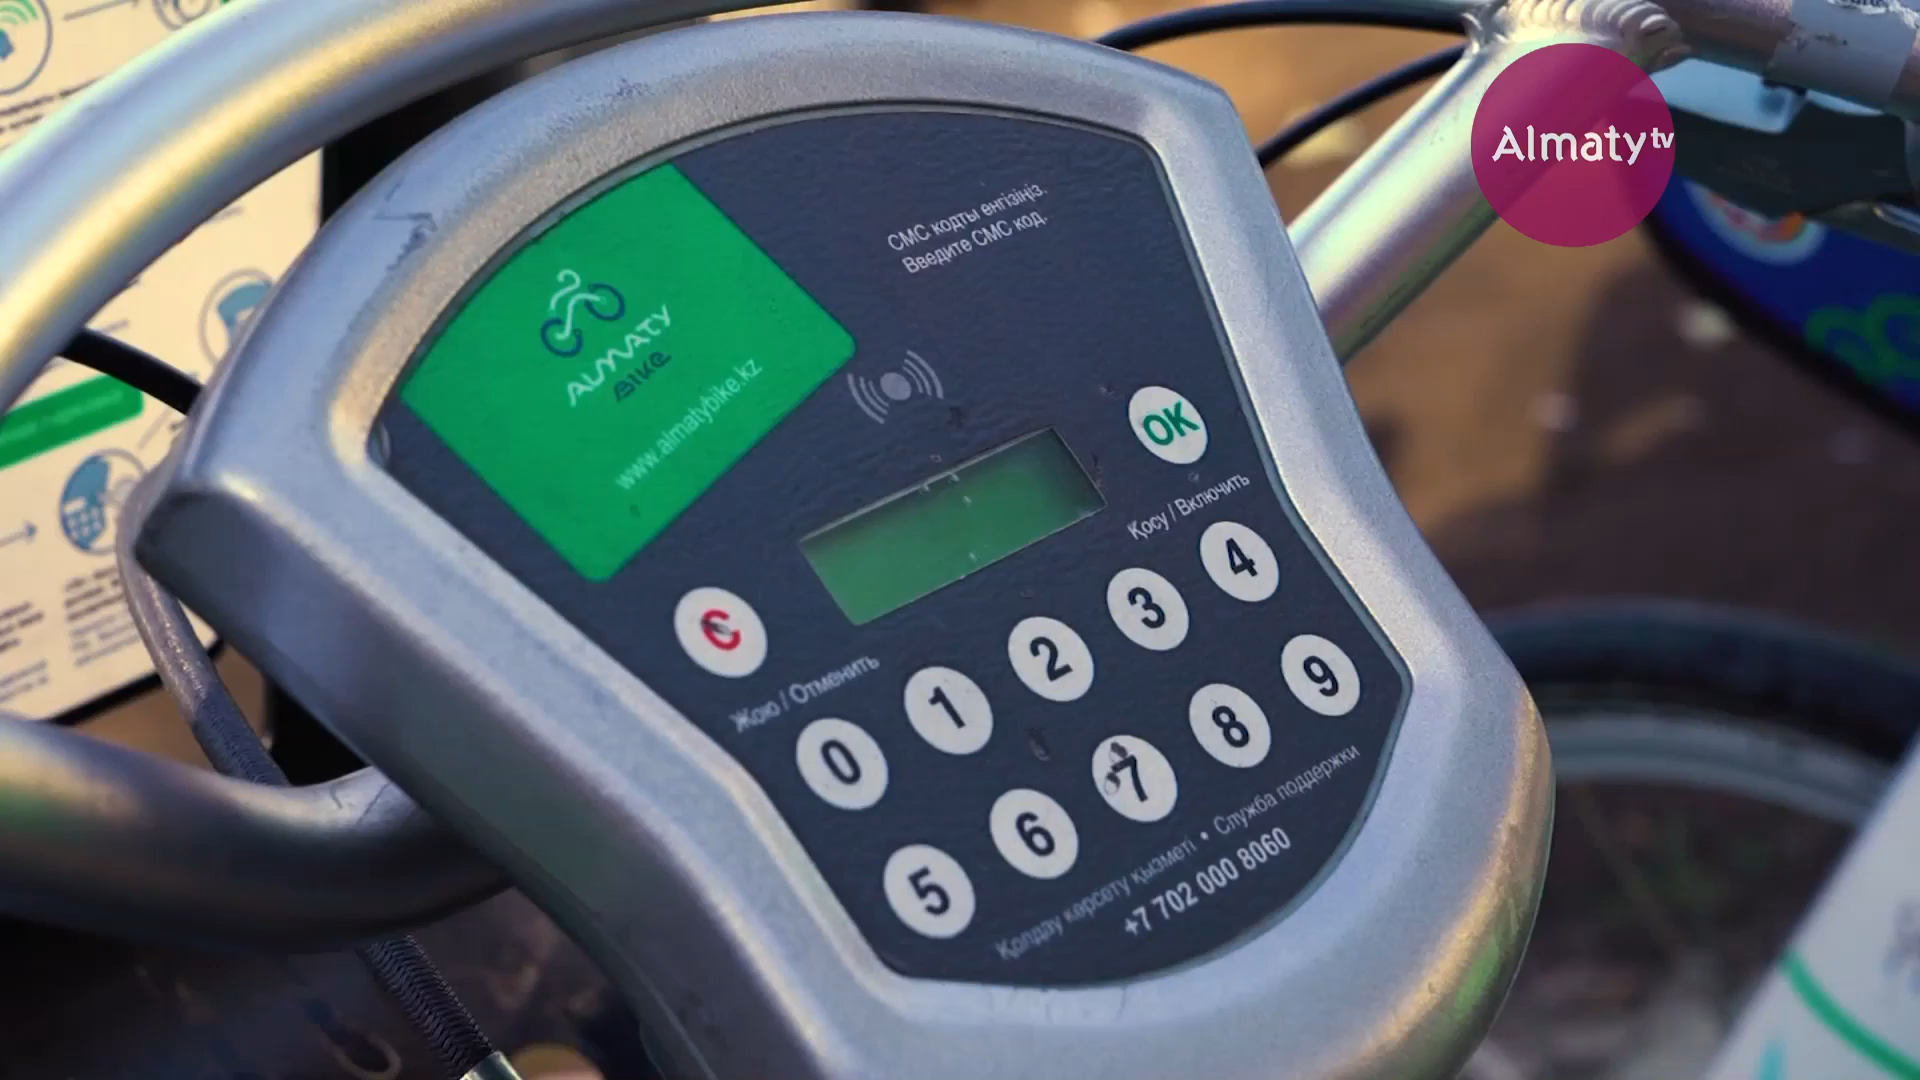 Almaty tv
СМС кодты енгізіңіз.
Введите СМС код.
ALMATY
BIKE
www.almatybike.kz
OK
Қосу / Включить
C
Жою / Отменить
0 1 2 3 4
5 6 7 8 9
Қолдау көрсету қызметі • Служба поддержки
+7 702 000 8060